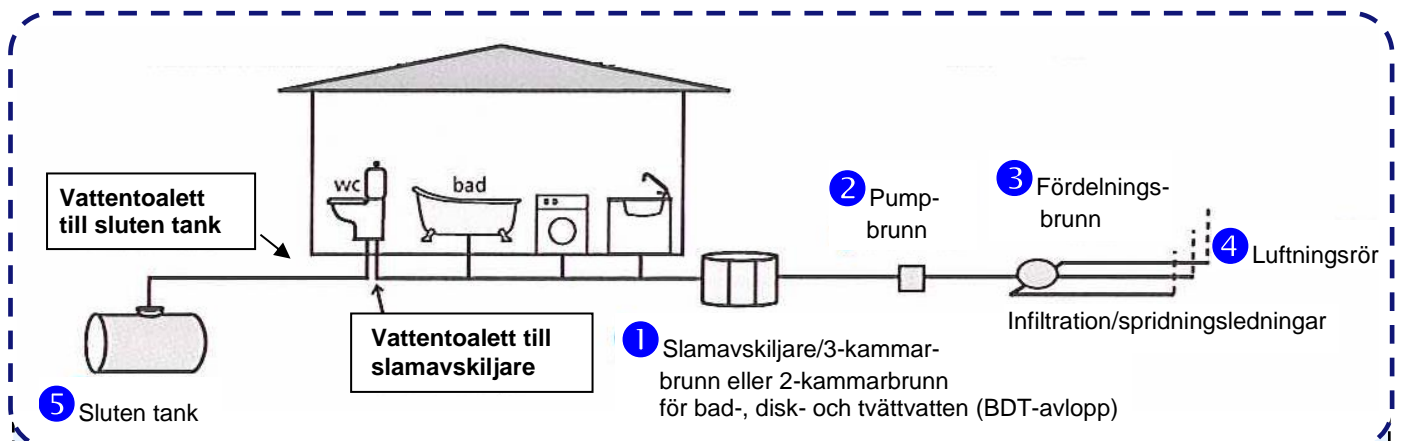 wc
bad
Vattentoalett
till sluten tank
Vattentoalett till
slamavskiljare
1 Slamavskiljare/3-kammar-
brunn eller 2-kammarbrunn
för bad-, disk- och tvättvatten (BDT-avlopp)
2 Pump-
brunn
3 Fördelnings-
brunn
4 Luftningsrör
Infiltration/spridningsledningar
5 Sluten tank